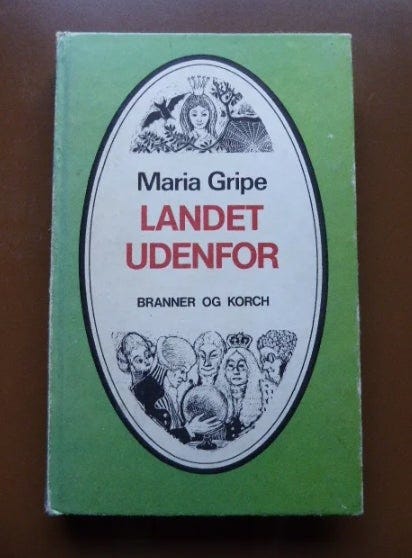 Maria Gripe
LANDET
UDENFOR
BRANNER OG KORCH